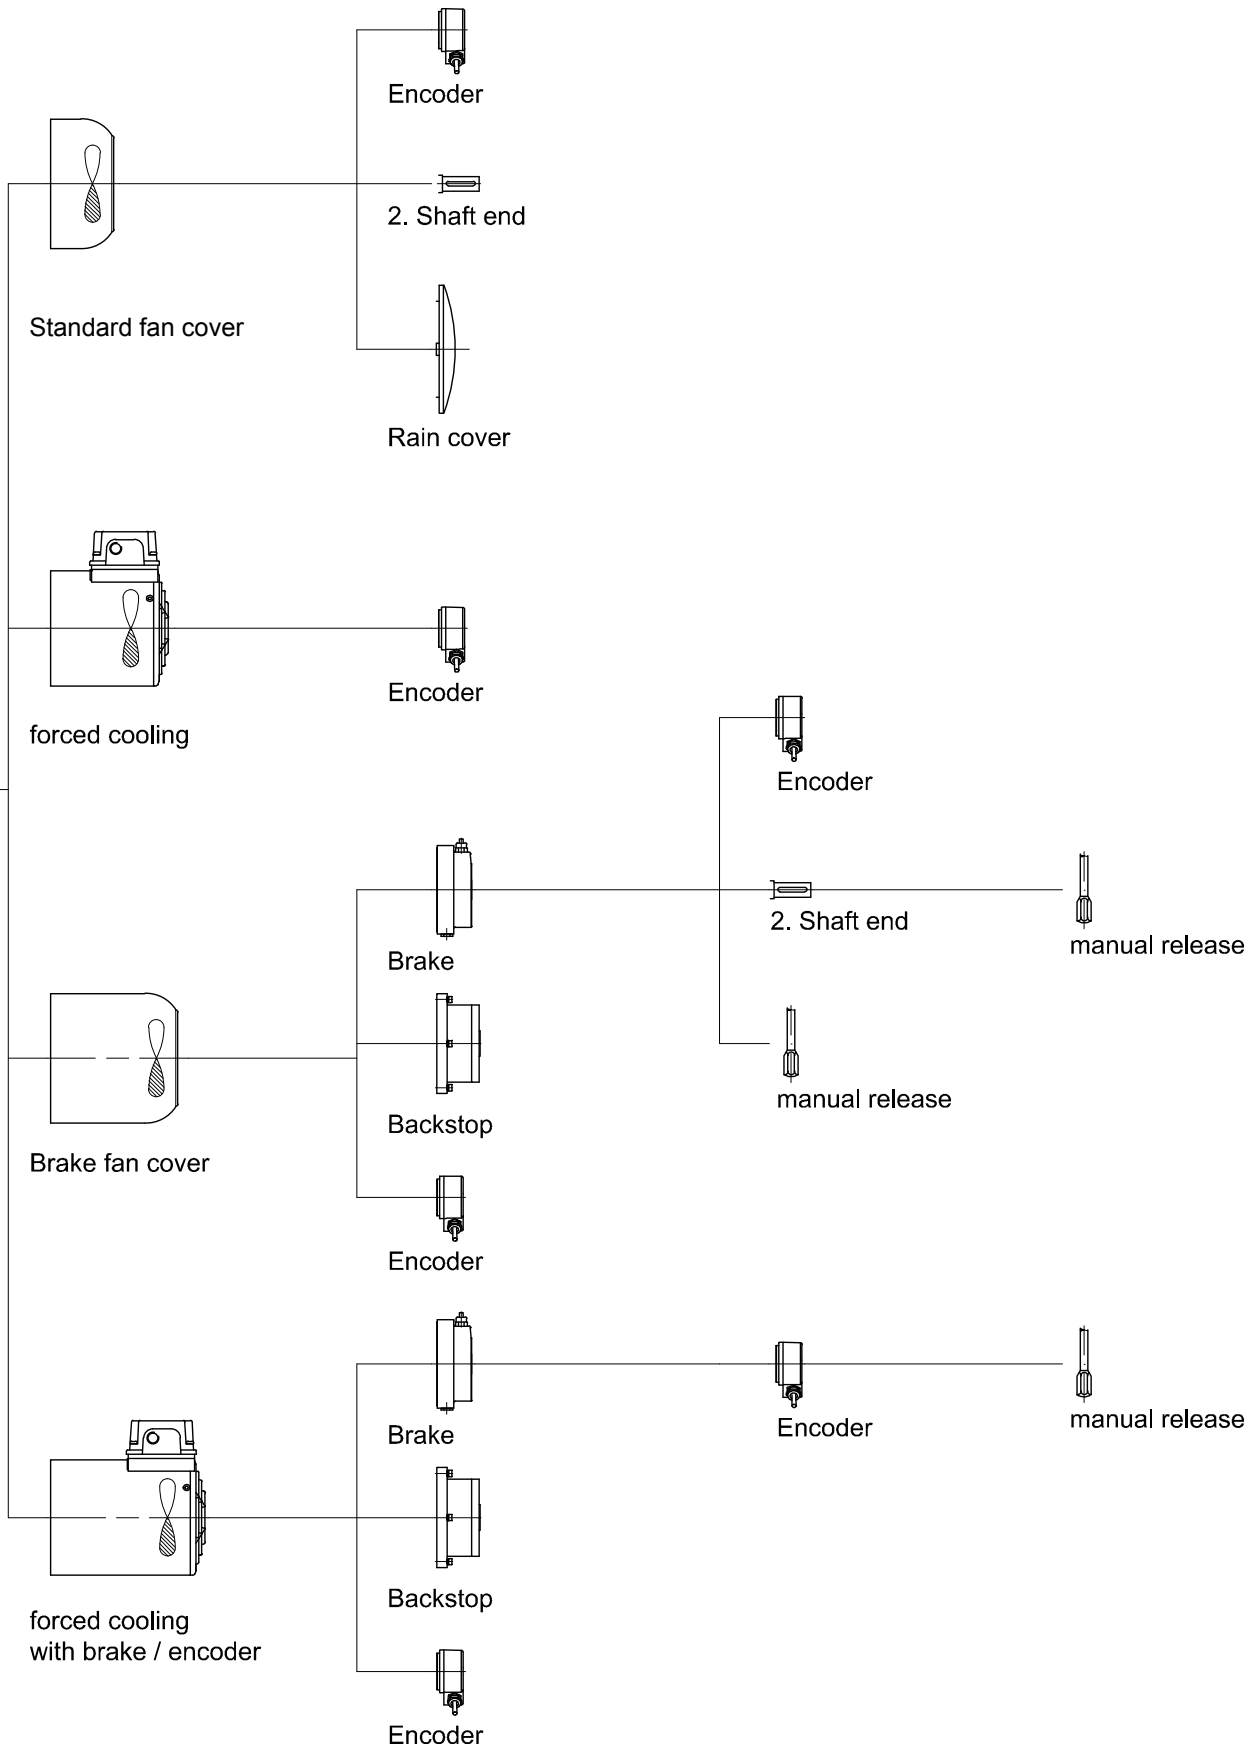 Encoder
2. Shaft end
Standard fan cover
Rain cover
Encoder
forced cooling
Encoder
2. Shaft end
manual release
Brake
manual release
Backstop
Brake fan cover
Encoder
Encoder
manual release
Brake
Backstop
forced cooling
with brake / encoder
Encoder